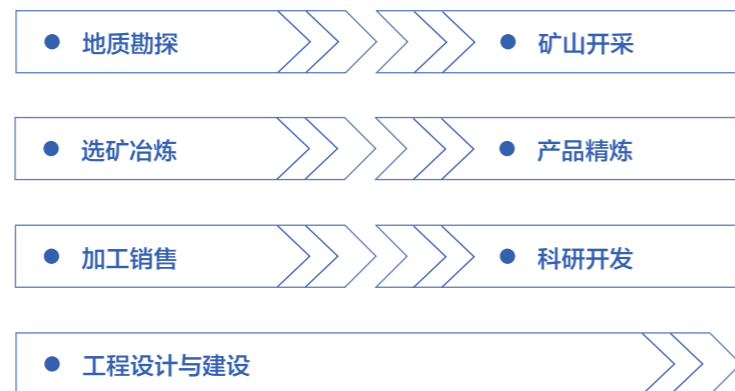 地质勘探
矿山开采
选矿冶炼
产品精炼
加工销售
科研开发
工程设计与建设